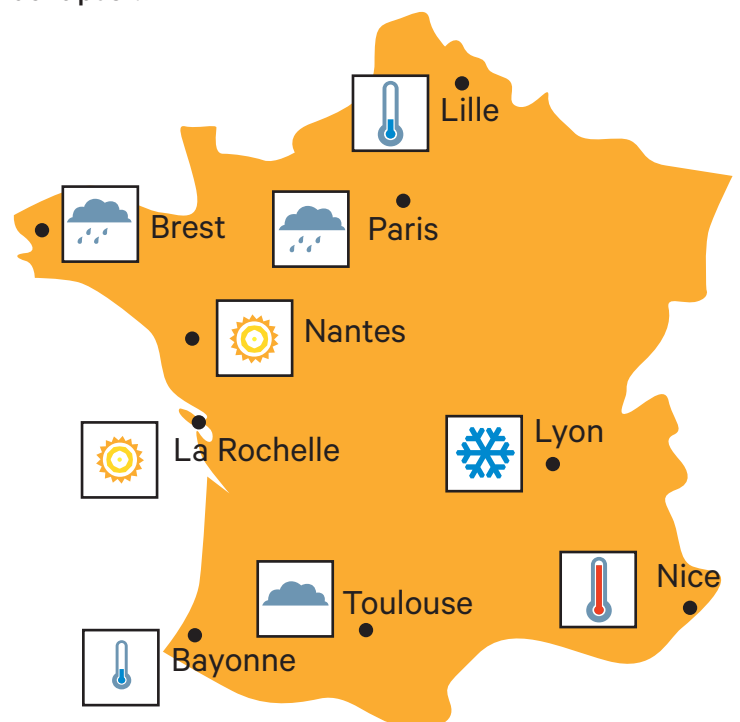 Lille
Brest
Paris
Nantes
La Rochelle
Lyon
Nice
Toulouse
Bayonne